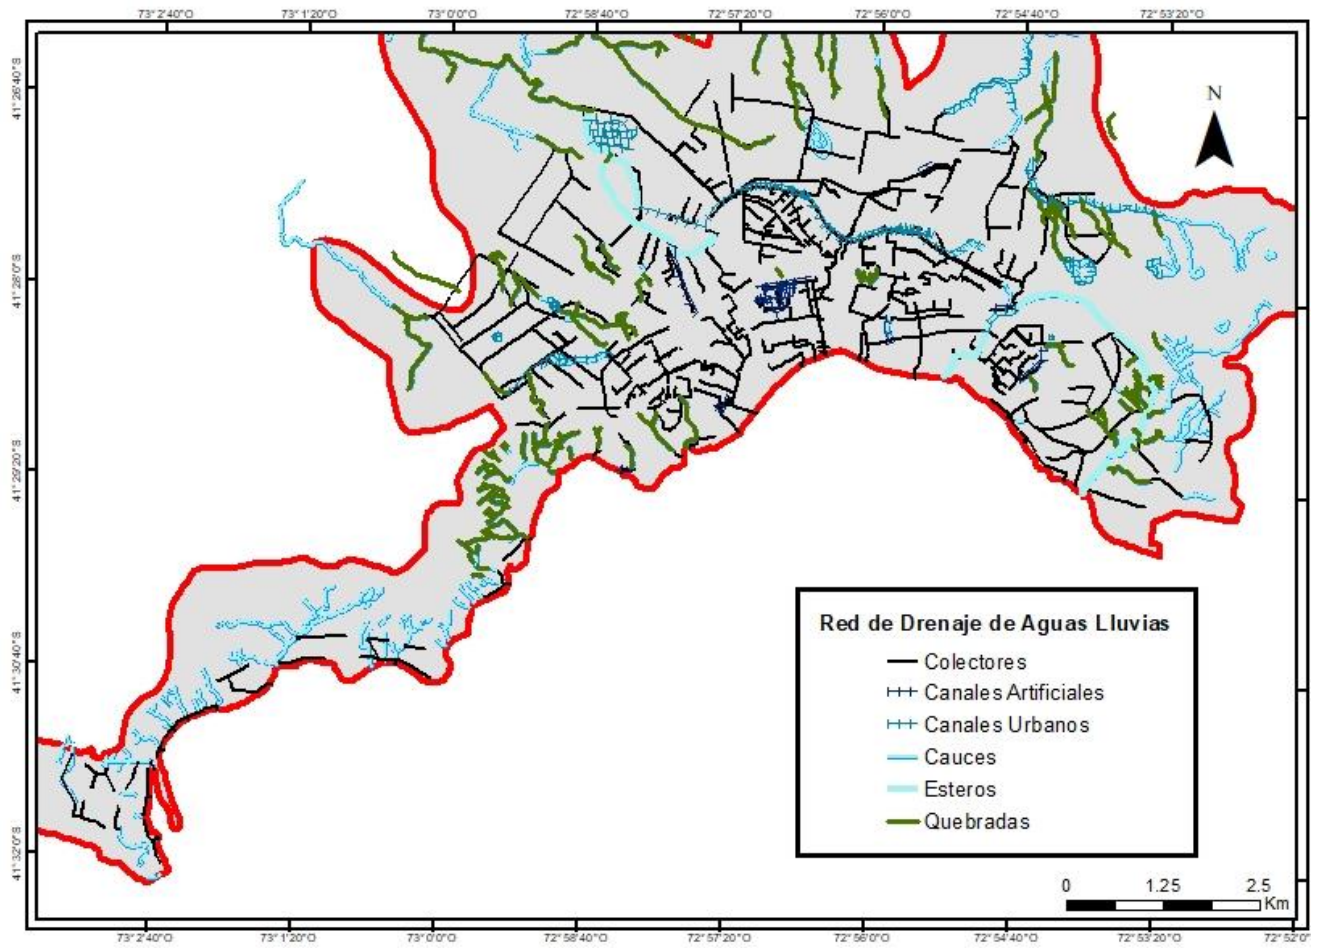 73°2'40"O 73°1'20"O 73°0'0"O 72°58'40"O 72°57'20"O 72°56'0"O 72°54'40"O 72°53'20"O
41°26'40"S
N
41°28'0"S
41°29'20"S
Red de Drenaje de Aguas Lluvias
Colectores
Canales Artificiales
Canales Urbanos
Cauces
Esteros
Quebradas
41°30'40"S
41°32'0"S
0 1.25 2.5
Km
73°2'40"O 73°1'20"O 73°0'0"O 72°58'40"O 72°57'20"O 72°56'0"O 72°54'40"O 72°53'20"O 72°52'0"O